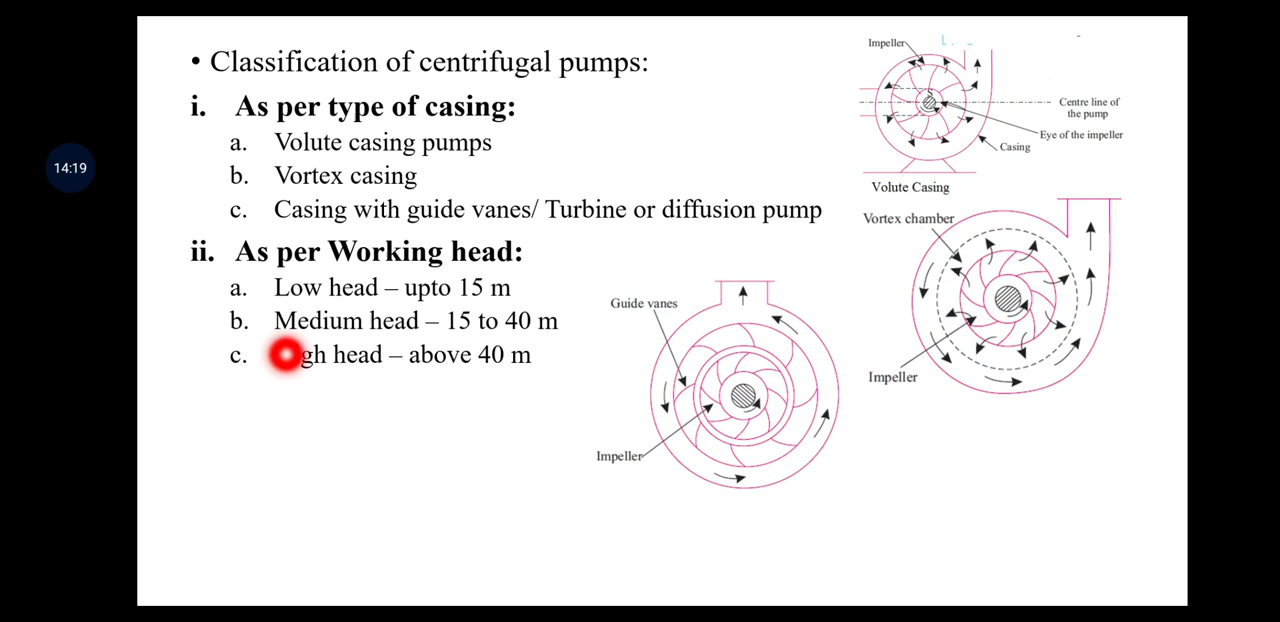 14:19
• Classification of centrifugal pumps:
i. As per type of casing:
a. Volute casing pumps
b. Vortex casing
c. Casing with guide vanes/ Turbine or diffusion pump
ii. As per Working head:
a. Low head – upto 15 m
b. Medium head – 15 to 40 m
c. gh head – above 40 m
Impeller
Centre line of
the pump
Eye of the impeller
Casing
Volute Casing
Vortex chamber
Impeller
Guide vanes
Impeller